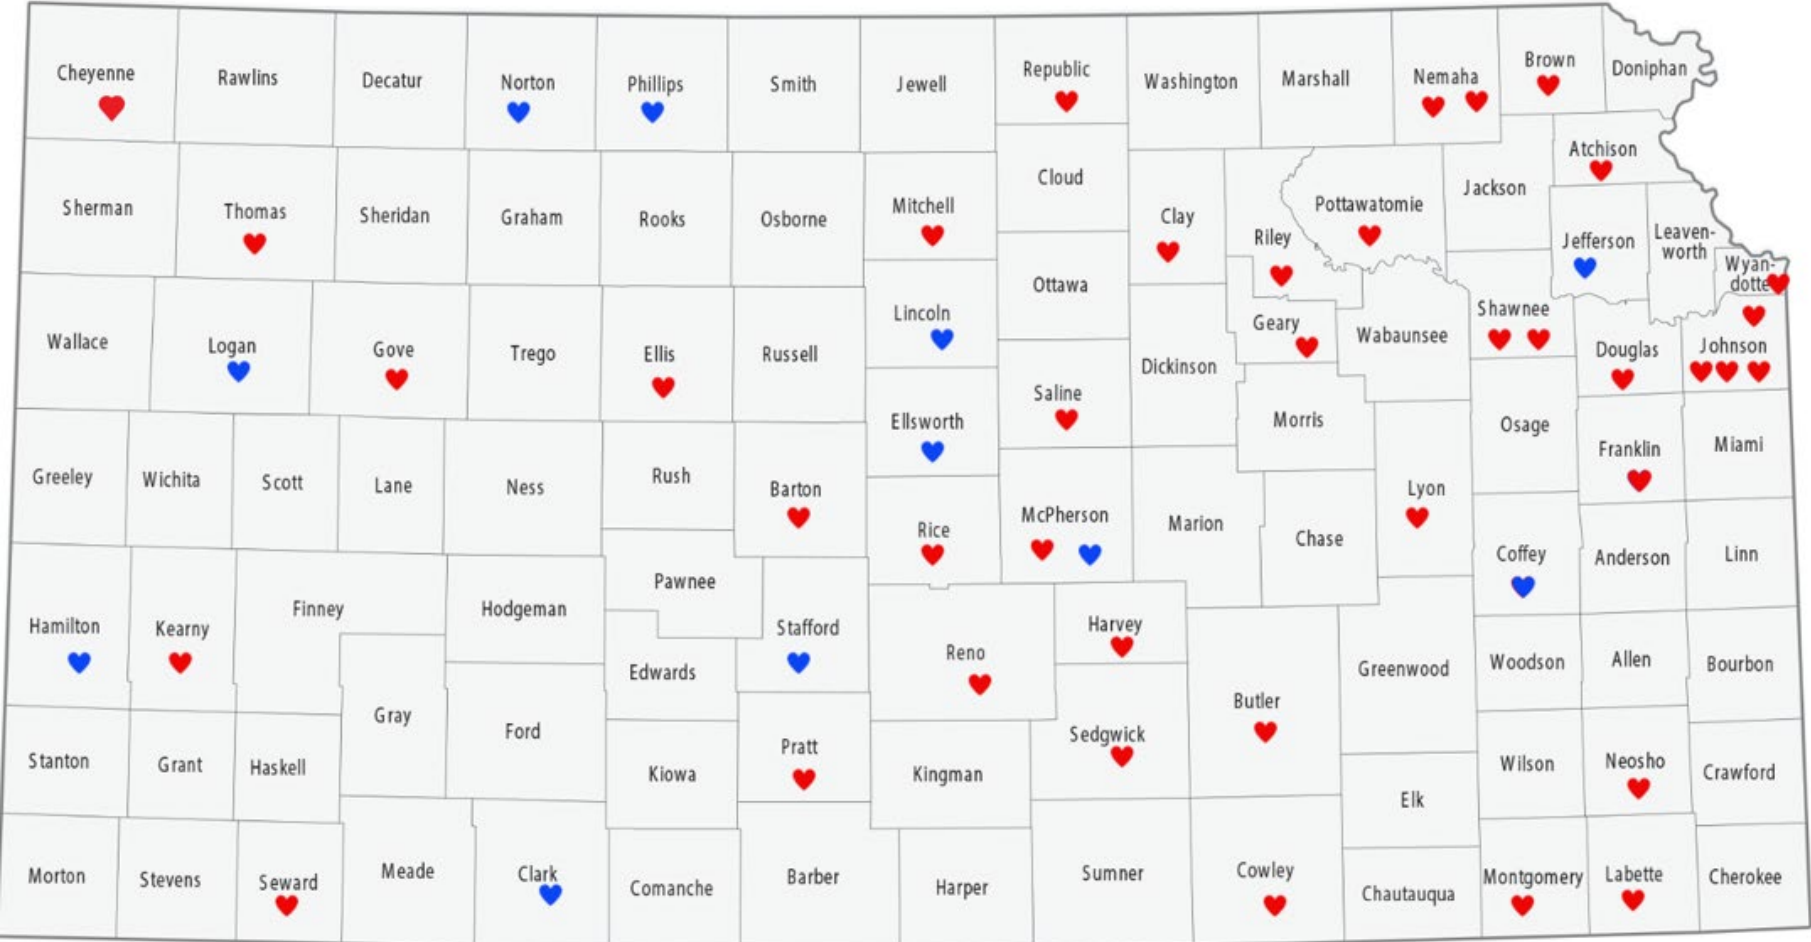 Cheyenne
Rawlins
Decatur
Norton
Phillips
Smith
Jewell
Republic
Washington
Marshall
Nemaha
Brown
Doniphan
Sherman
Thomas
Sheridan
Graham
Rooks
Osborne
Mitchell
Cloud
Clay
Riley
Pottawatomie
Jackson
Atchison
Jefferson
Leaven-
worth
Wyan-
dotte
Wallace
Logan
Gove
Trego
Ellis
Russell
Lincoln
Ottawa
Geary
Wabaunsee
Shawnee
Douglas
Johnson
Ellsworth
Saline
Dickinson
Morris
Osage
Franklin
Miami
Greeley
Wichita
Scott
Lane
Ness
Rush
Barton
Rice
McPherson
Marion
Chase
Lyon
Coffey
Anderson
Linn
Hamilton
Kearny
Finney
Hodgeman
Pawnee
Stafford
Edwards
Reno
Harvey
Butler
Greenwood
Woodson
Allen
Bourbon
Stanton
Grant
Haskell
Gray
Ford
Kiowa
Pratt
Kingman
Sedgwick
Elk
Wilson
Neosho
Crawford
Morton
Stevens
Seward
Meade
Clark
Comanche
Barber
Harper
Sumner
Cowley
Chautauqua
Montgomery
Labette
Cherokee